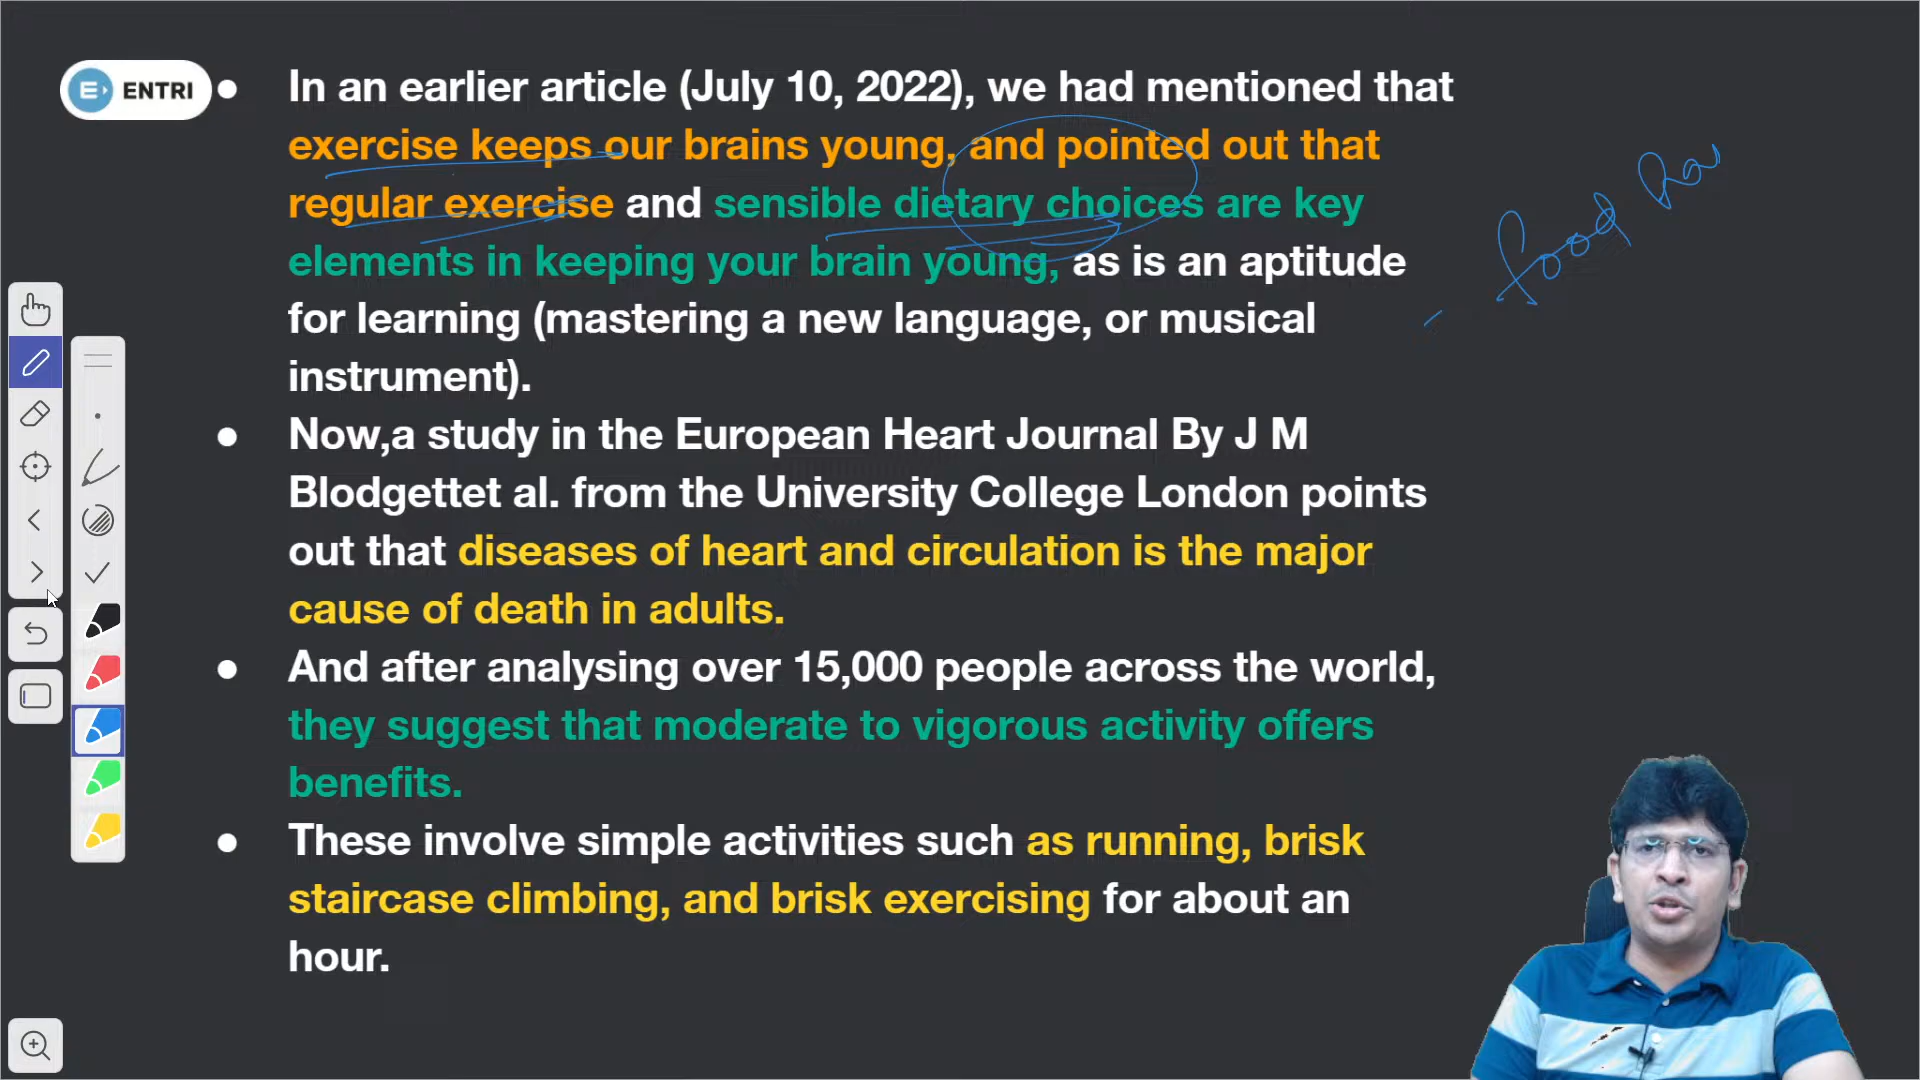 ENTRI
• In an earlier article (July 10, 2022), we had mentioned that
exercise keeps our brains young, and pointed out that
regular exercise and sensible dietary choices are key
elements in keeping your brain young, as is an aptitude
for learning (mastering a new language, or musical
instrument).
• Now,a study in the European Heart Journal By J M
Blodgettet al. from the University College London points
out that diseases of heart and circulation is the major
cause of death in adults.
• And after analysing over 15,000 people across the world,
they suggest that moderate to vigorous activity offers
benefits.
• These involve simple activities such as running, brisk
staircase climbing, and brisk exercising for about an
hour.
food